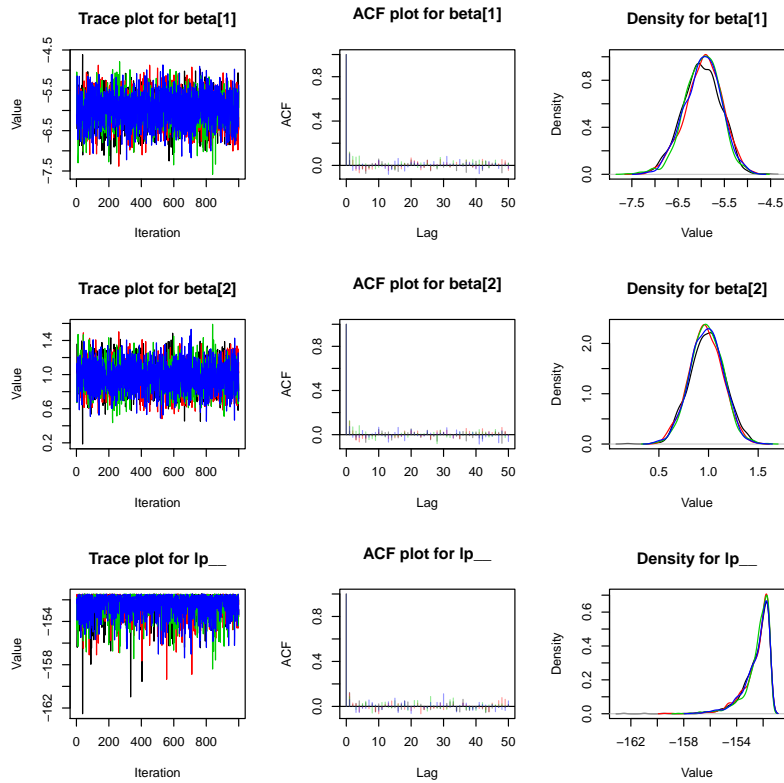 Trace plot for beta[1]
Value
−4.5
−5.5
−6.5
−7.5
0 200 400 600 800
Iteration
ACF plot for beta[1]
ACF
0.8
0.4
0.0
0 10 20 30 40 50
Lag
Density for beta[1]
Density
0.8
0.4
0.0
−7.5 −6.5 −5.5 −4.5
Value
Trace plot for beta[2]
Value
1.4
1.0
0.6
0.2
0 200 400 600 800
Iteration
ACF plot for beta[2]
ACF
0.8
0.4
0.0
0 10 20 30 40 50
Lag
Density for beta[2]
Density
2.0
1.0
0.0
0.5 1.0 1.5
Value
Trace plot for lp__
Value
−154
−158
−162
0 200 400 600 800
Iteration
ACF plot for lp__
ACF
0.8
0.4
0.0
0 10 20 30 40 50
Lag
Density for lp__
Density
0.6
0.4
0.2
0.0
−162 −158 −154
Value